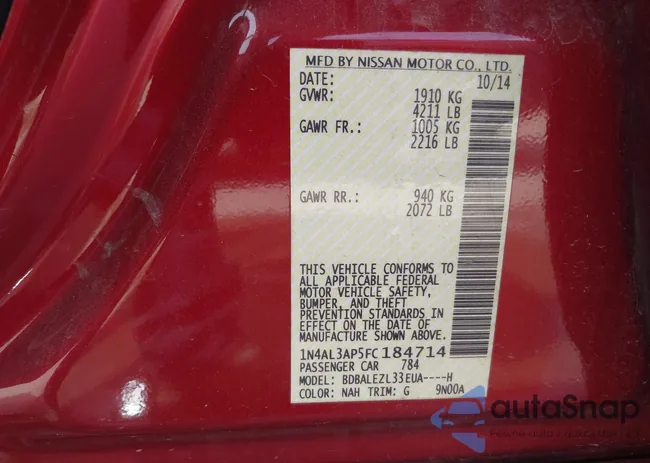 MFD BY NISSAN MOTOR CO., LTD.
DATE: 10/14
GVWR: 1910 KG
4211 LB
GAWR FR.: 1005 KG
2216 LB
GAWR RR.: 940 KG
2072 LB
THIS VEHICLE CONFORMS TO
ALL APPLICABLE FEDERAL
MOTOR VEHICLE SAFETY,
BUMPER, AND THEFT
PREVENTION STANDARDS IN
EFFECT ON THE DATE OF
MANUFACTURE SHOWN ABOVE.
1N4AL3AP5FC184714
PASSENGER CAR 784
MODEL: BDBALEZL33EUA----H
COLOR: NAH TRIM: G 9N00A
autaSnap